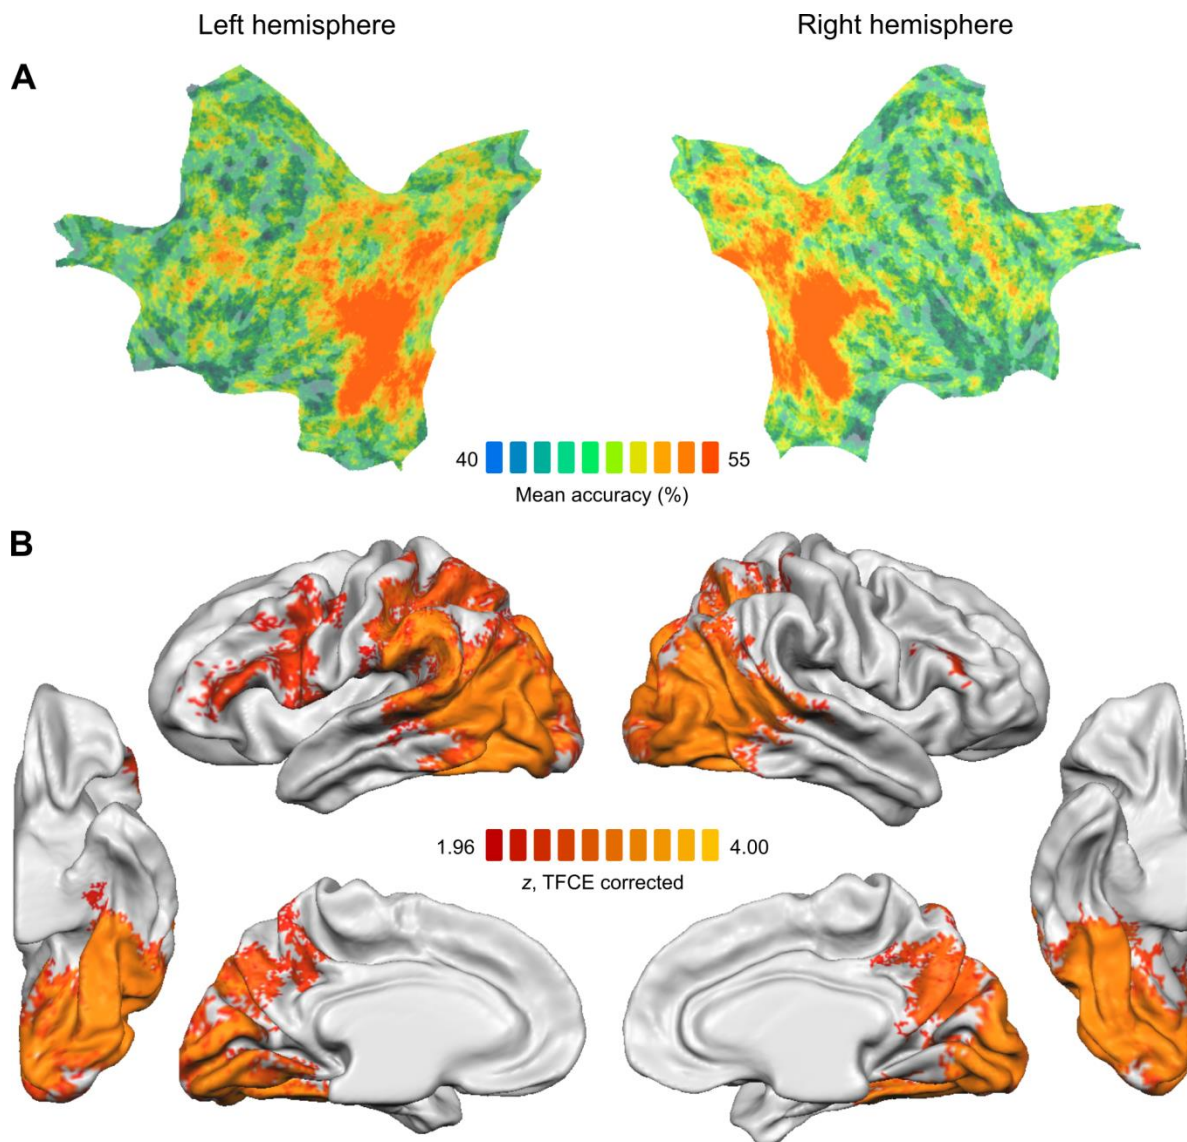 Left hemisphere
Right hemisphere
A
40
55
Mean accuracy (%)
B
1.96
4.00
z, TFCE corrected